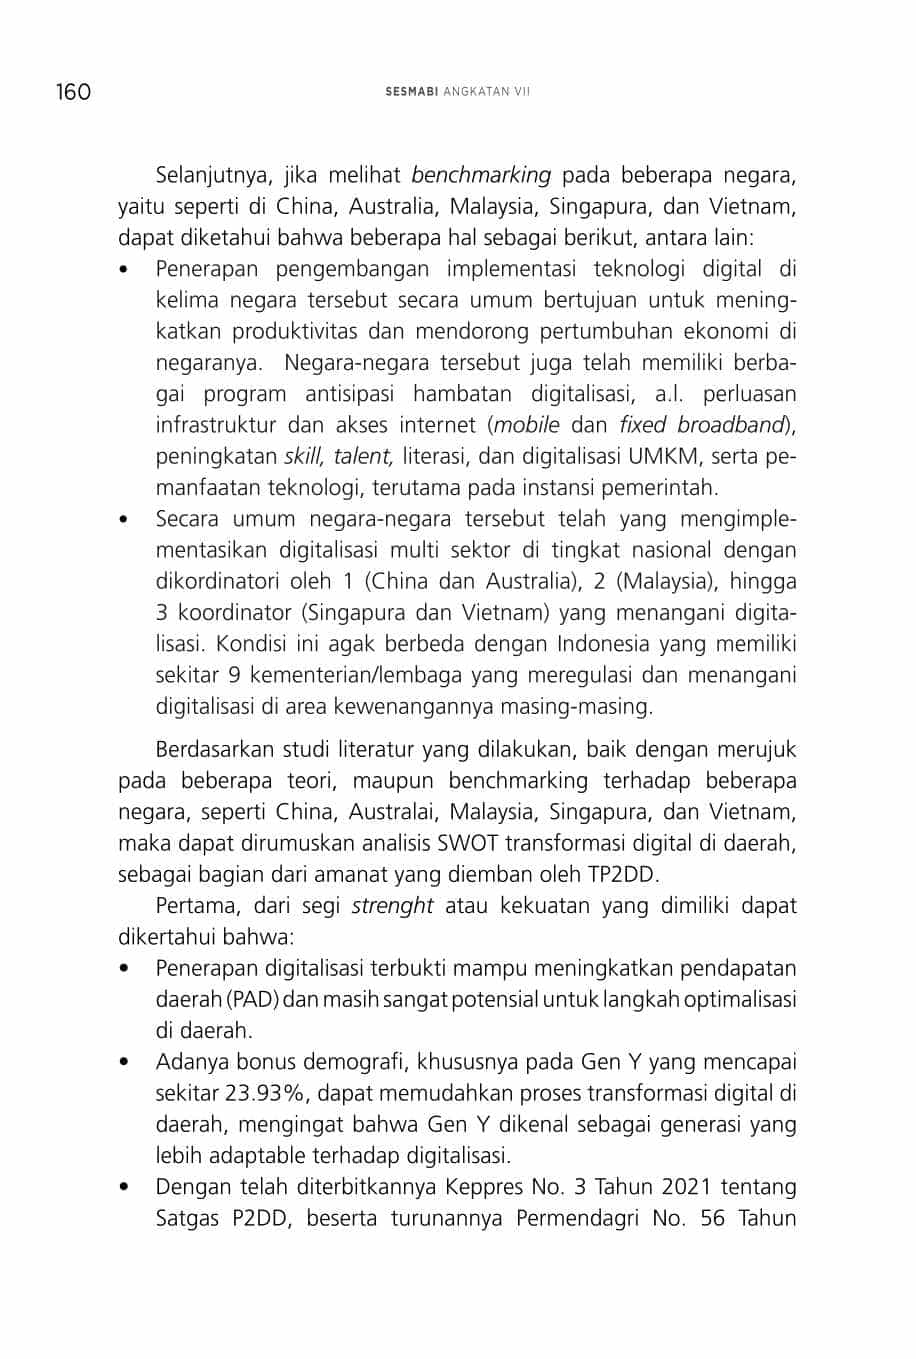 160
SESMABI ANGKATAN VII
Selanjutnya, jika melihat benchmarking pada beberapa negara,
yaitu seperti di China, Australia, Malaysia, Singapura, dan Vietnam,
dapat diketahui bahwa beberapa hal sebagai berikut, antara lain:
• Penerapan pengembangan implementasi teknologi digital di
kelima negara tersebut secara umum bertujuan untuk mening-
katkan produktivitas dan mendorong pertumbuhan ekonomi di
negaranya. Negara-negara tersebut juga telah memiliki berba-
gai program antisipasi hambatan digitalisasi, a.l. perluasan
infrastruktur dan akses internet (mobile dan fixed broadband),
peningkatan skill, talent, literasi, dan digitalisasi UMKM, serta pe-
manfaatan teknologi, terutama pada instansi pemerintah.
• Secara umum negara-negara tersebut telah yang mengimple-
mentasikan digitalisasi multi sektor di tingkat nasional dengan
dikordinatori oleh 1 (China dan Australia), 2 (Malaysia), hingga
3 koordinator (Singapura dan Vietnam) yang menangani digita-
lisasi. Kondisi ini agak berbeda dengan Indonesia yang memiliki
sekitar 9 kementerian/lembaga yang meregulasi dan menangani
digitalisasi di area kewenangannya masing-masing.
Berdasarkan studi literatur yang dilakukan, baik dengan merujuk
pada beberapa teori, maupun benchmarking terhadap beberapa
negara, seperti China, Australai, Malaysia, Singapura, dan Vietnam,
maka dapat dirumuskan analisis SWOT transformasi digital di daerah,
sebagai bagian dari amanat yang diemban oleh TP2DD.
Pertama, dari segi strenght atau kekuatan yang dimiliki dapat
dikertahui bahwa:
• Penerapan digitalisasi terbukti mampu meningkatkan pendapatan
daerah (PAD) dan masih sangat potensial untuk langkah optimalisasi
di daerah.
• Adanya bonus demografi, khususnya pada Gen Y yang mencapai
sekitar 23.93%, dapat memudahkan proses transformasi digital di
daerah, mengingat bahwa Gen Y dikenal sebagai generasi yang
lebih adaptable terhadap digitalisasi.
• Dengan telah diterbitkannya Keppres No. 3 Tahun 2021 tentang
Satgas P2DD, beserta turunannya Permendagri No. 56 Tahun